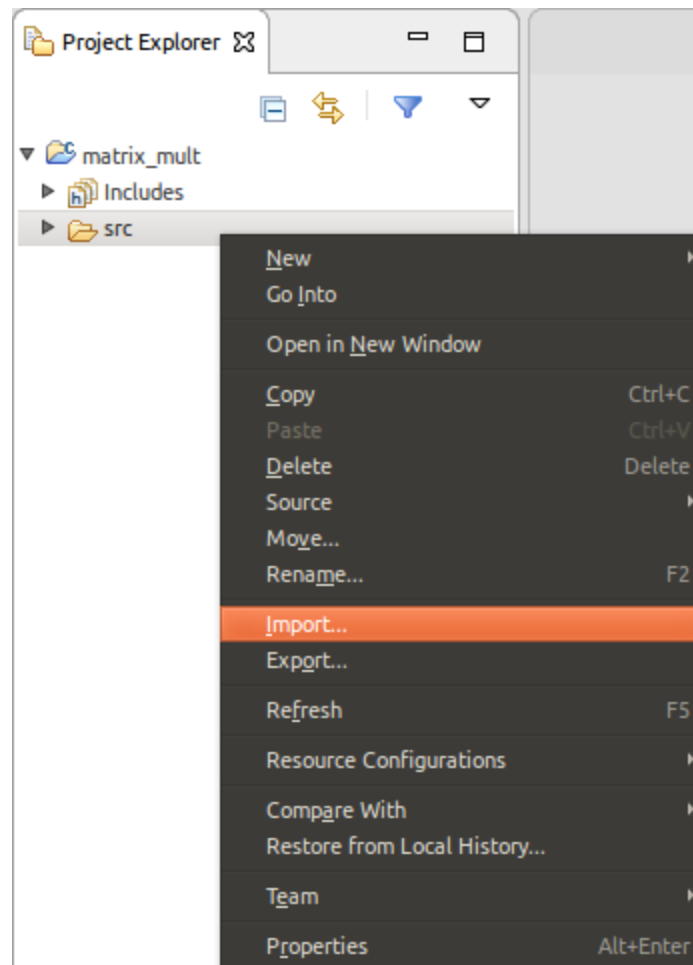 Project Explorer
matrix_mult
Includes
src
New
Go Into
Open in New Window
Copy Ctrl+C
Paste Ctrl+V
Delete Delete
Source
Move...
Rename... F2
Import...
Export...
Refresh F5
Resource Configurations
Compare With
Restore from Local History...
Team
Properties Alt+Enter